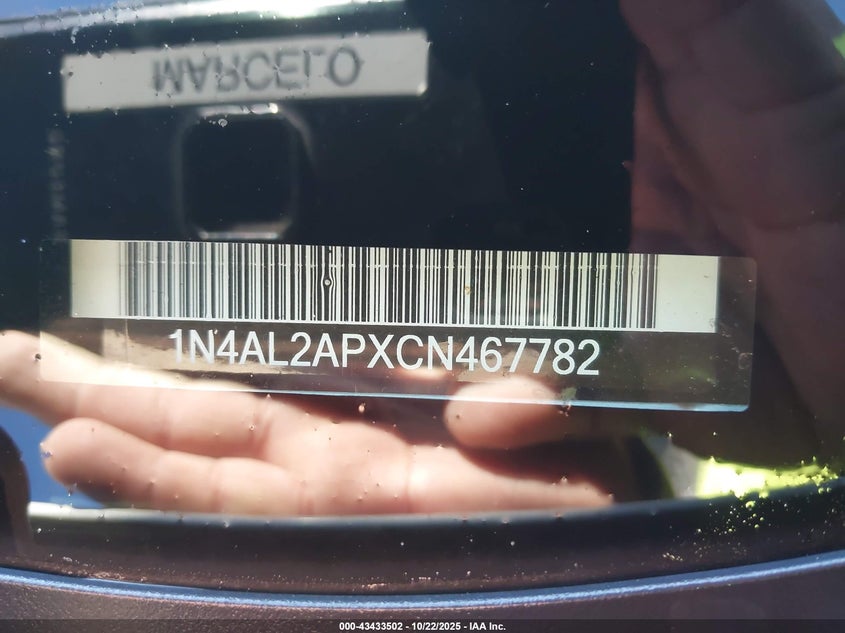 MARCELO
1N4AL2APXCN467782
000-43433502 - 10/22/2025 - IAA Inc.